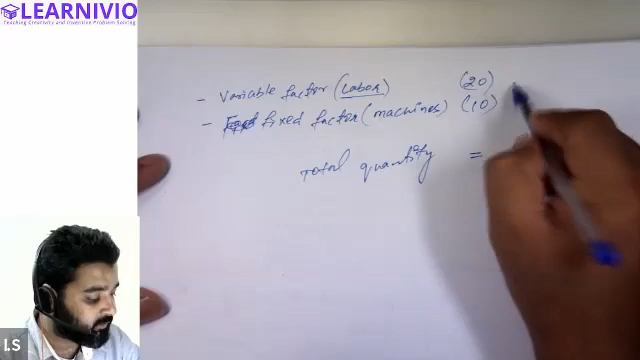 LEARNIVIO
Teaching Creativity and Inventive Problem Solving
- Variable factor (Labor) (20)
- fixed factor (machines) (10)
Total quantity =
L.S